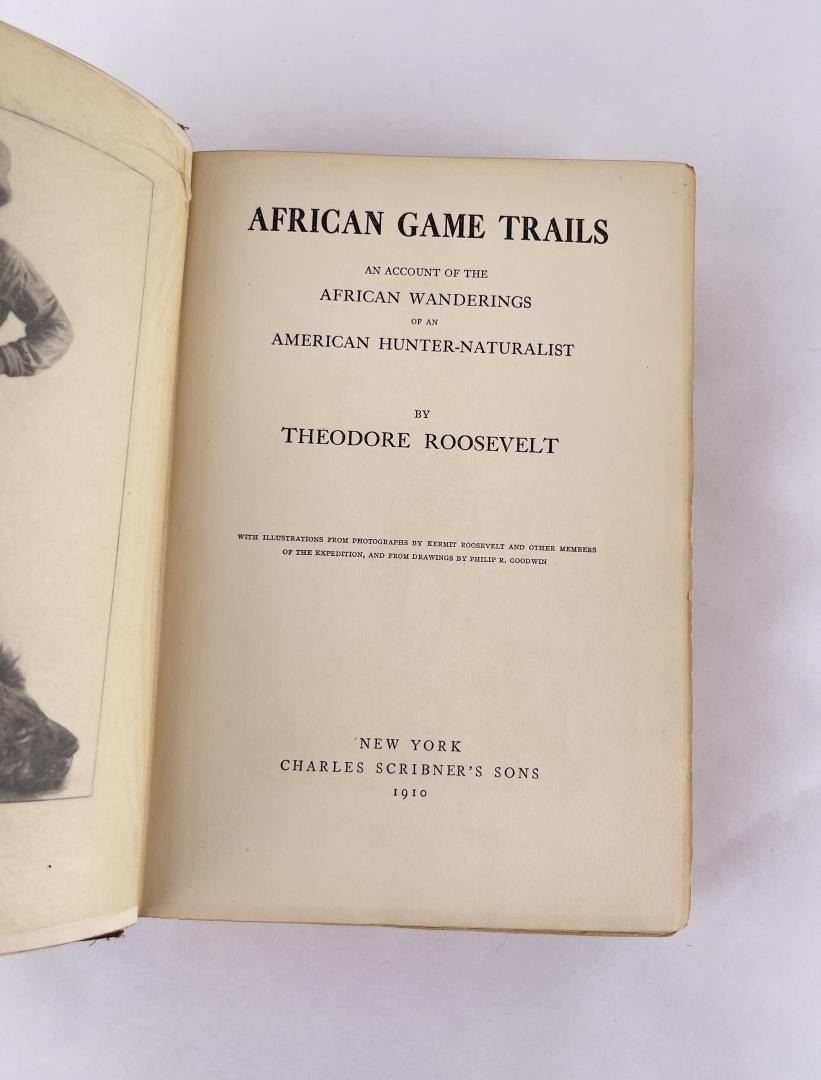 AFRICAN GAME TRAILS
AN ACCOUNT OF THE
AFRICAN WANDERINGS
OF AN
AMERICAN HUNTER-NATURALIST
BY
THEODORE ROOSEVELT
WITH ILLUSTRATIONS FROM PHOTOGRAPHS BY KERMIT ROOSEVELT AND OTHER MEMBERS
OF THE EXPEDITION, AND FROM DRAWINGS BY PHILIP R. GOODWIN
NEW YORK
CHARLES SCRIBNER'S SONS
1910